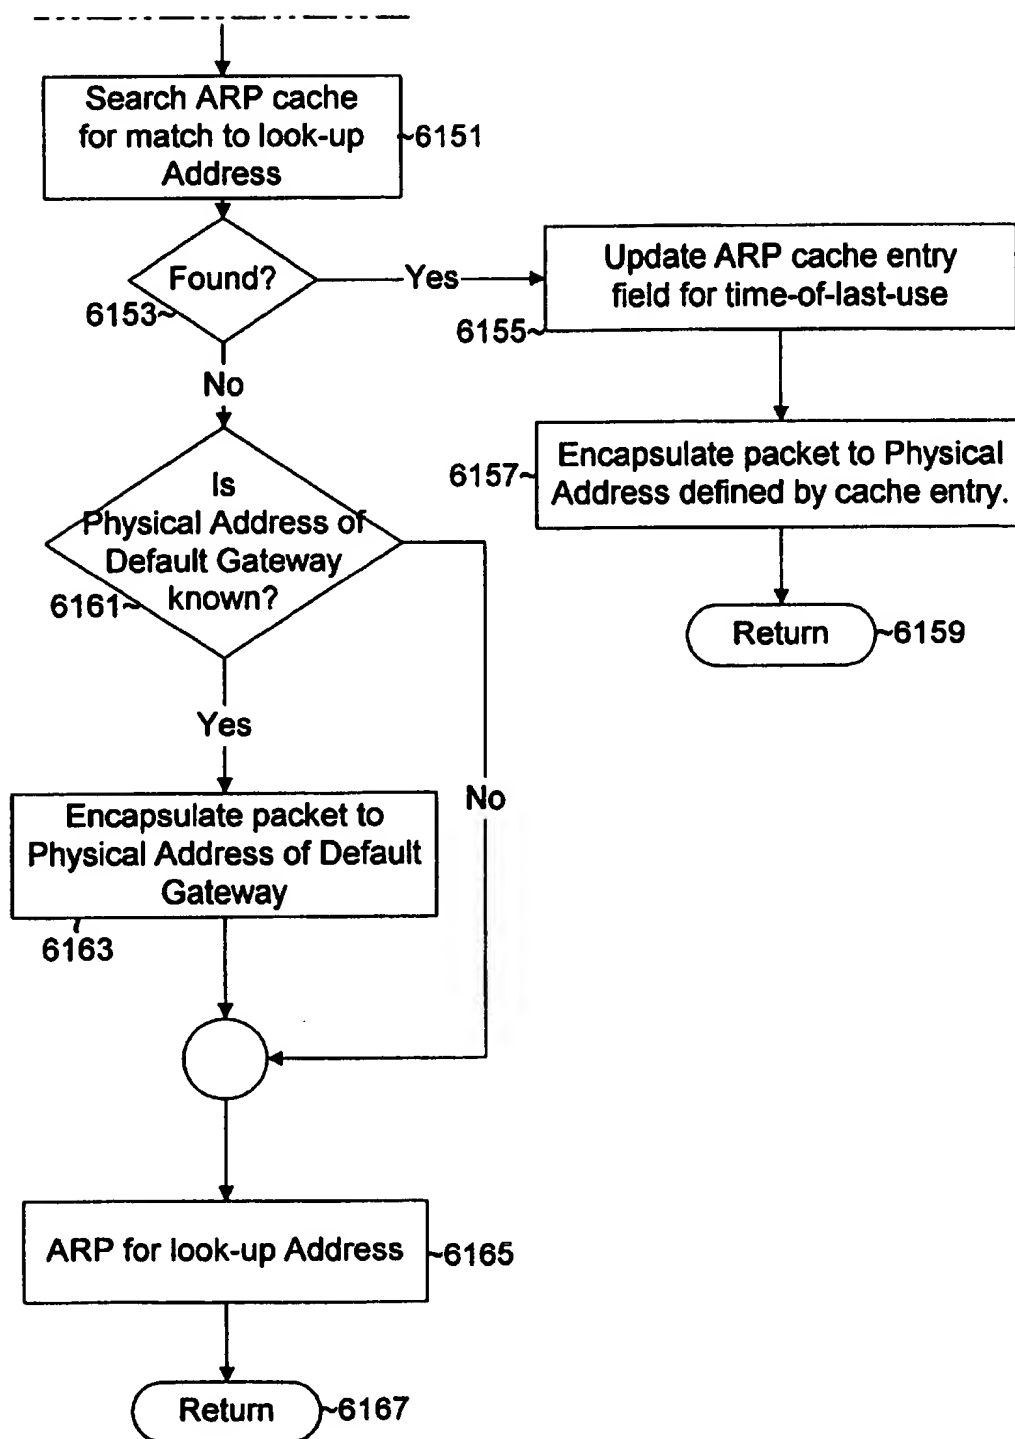 Search ARP cache
for match to look-up
Address
6151
Found?
6153
Yes
Update ARP cache entry
field for time-of-last-use
6155
No
Encapsulate packet to Physical
Address defined by cache entry.
6157
Is
Physical Address of
Default Gateway
known?
6161
Return
6159
Yes
No
Encapsulate packet to
Physical Address of Default
Gateway
6163
ARP for look-up Address
6165
Return
6167